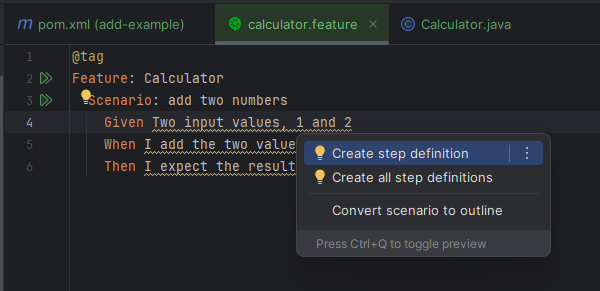 m pom.xml (add-example)
calculator.feature
Calculator.java
1 @tag
2 Feature: Calculator
3 Scenario: add two numbers
4 Given Two input values, 1 and 2
5 When I add the two value
6 Then I expect the result
Create step definition
Create all step definitions
Convert scenario to outline
Press Ctrl+Q to toggle preview